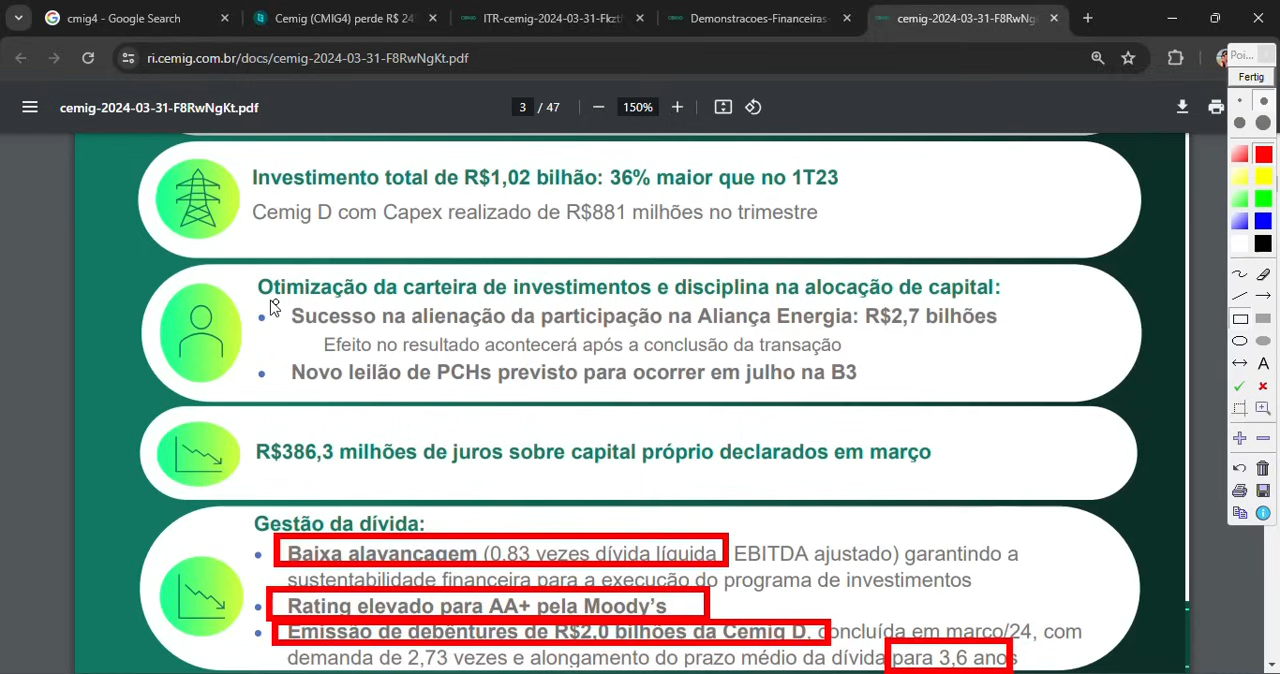 cmig4 - Google Search
Cemig (CMIG4) perde R$ 24
ITR-cemig-2024-03-31-Fkzt
Demonstracoes-Financeiras-
cemig-2024-03-31-F8RwNg
ri.cemig.com.br/docs/cemig-2024-03-31-F8RwNgKt.pdf
Poi...
Fertig
cemig-2024-03-31-F8RwNgKt.pdf
3 / 47
150%
Investimento total de R$1,02 bilhão: 36% maior que no 1T23
Cemig D com Capex realizado de R$881 milhões no trimestre
Otimização da carteira de investimentos e disciplina na alocação de capital:
• Sucesso na alienação da participação na Aliança Energia: R$2,7 bilhões
Efeito no resultado acontecerá após a conclusão da transação
• Novo leilão de PCHs previsto para ocorrer em julho na B3
R$386,3 milhões de juros sobre capital próprio declarados em março
Gestão da dívida:
• Baixa alavancagem (0,83 vezes dívida líquida EBITDA ajustado) garantindo a
sustentabilidade financeira para a execução do programa de investimentos
• Rating elevado para AA+ pela Moody's
• Emissão de debêntures de R$2,0 bilhões da Cemig D, concluída em março/24, com
demanda de 2,73 vezes e alongamento do prazo médio da dívida para 3,6 anos